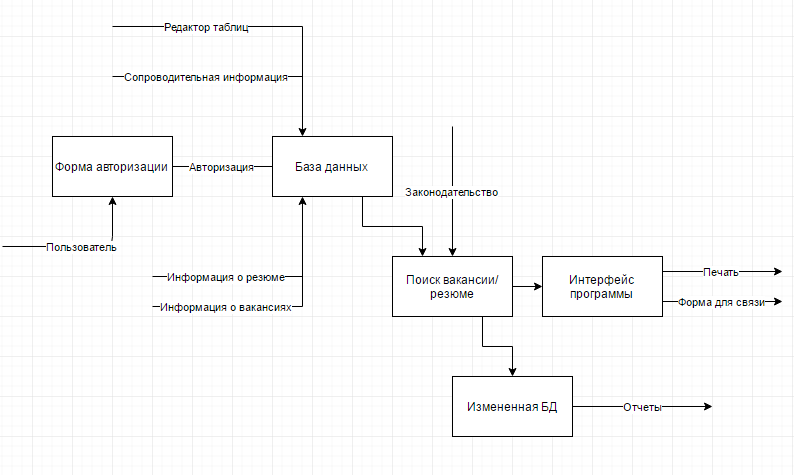 Редактор таблиц
Сопроводительная информация
Форма авторизации
Авторизация
База данных
Законодательство
Пользователь
Информация о резюме
Информация о вакансиях
Поиск вакансии/
резюме
Интерфейс
программы
Печать
Форма для связи
Измененная БД
Отчеты